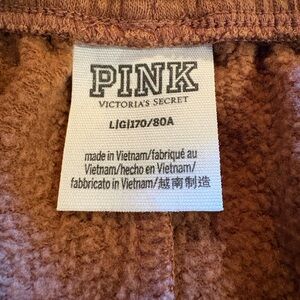 PINK
VICTORIA'S SECRET
L|G|170/80A
made in Vietnam/fabriqué au
Vietnam/hecho en Vietnam/
fabbricato in Vietnam/越南制造